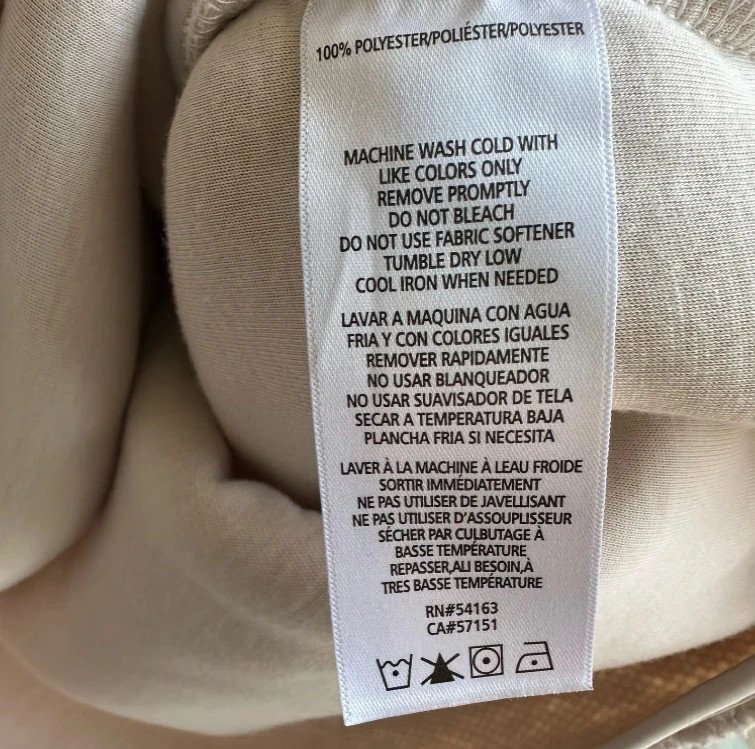 100% POLYESTER/POLIÉSTER/POLYESTER
MACHINE WASH COLD WITH
LIKE COLORS ONLY
REMOVE PROMPTLY
DO NOT BLEACH
DO NOT USE FABRIC SOFTENER
TUMBLE DRY LOW
COOL IRON WHEN NEEDED
LAVAR A MAQUINA CON AGUA
FRIA Y CON COLORES IGUALES
REMOVER RAPIDAMENTE
NO USAR BLANQUEADOR
NO USAR SUAVISADOR DE TELA
SECAR A TEMPERATURA BAJA
PLANCHA FRIA SI NECESITA
LAVER À LA MACHINE À LEAU FROIDE
SORTIR IMMÉDIATEMENT
NE PAS UTILISER DE JAVELLISANT
NE PAS UTILISER D'ASSOUPLISSEUR
SÉCHER PAR CULBUTAGE À
BASSE TEMPÉRATURE
REPASSER,ALI BESOIN,À
TRES BASSE TEMPÉRATURE
RN#54163
CA#57151